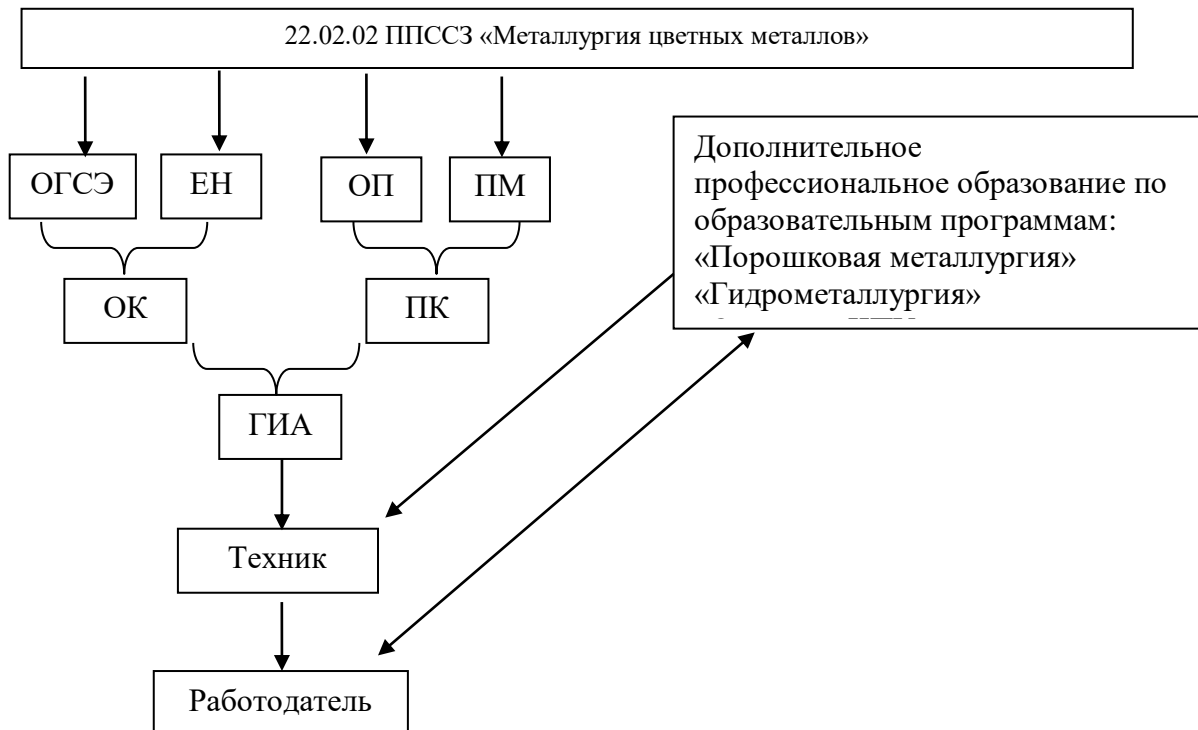 22.02.02 ППССЗ «Металлургия цветных металлов»
ОГСЭ
ЕН
ОП
ПМ
Дополнительное
профессиональное образование по
образовательным программам:
«Порошковая металлургия»
«Гидрометаллургия»
ОК
ПК
ГИА
Техник
Работодатель